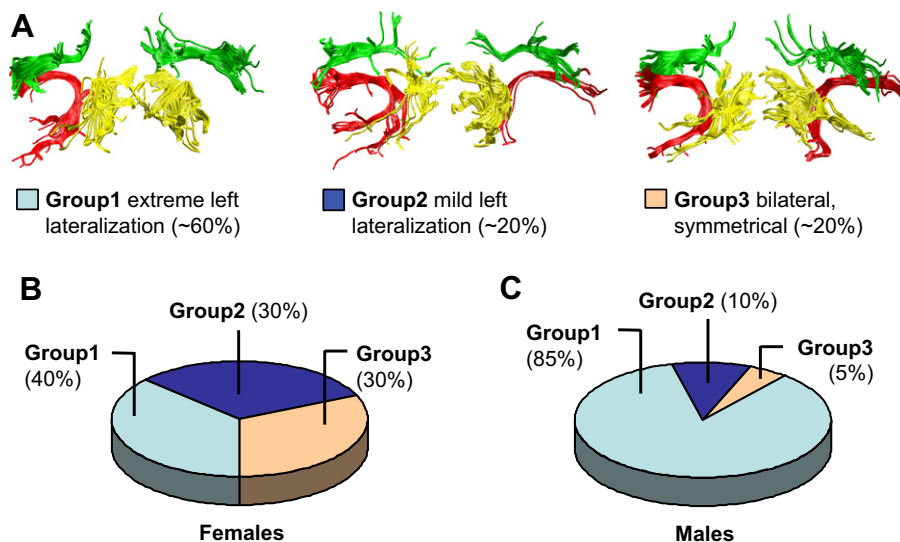 A
Group1 extreme left
lateralization (~60%)
Group2 mild left
lateralization (~20%)
Group3 bilateral,
symmetrical (~20%)
B
Group2 (30%)
Group1
(40%)
Group3
(30%)
Females
C
Group2 (10%)
Group1
(85%)
Group3
(5%)
Males